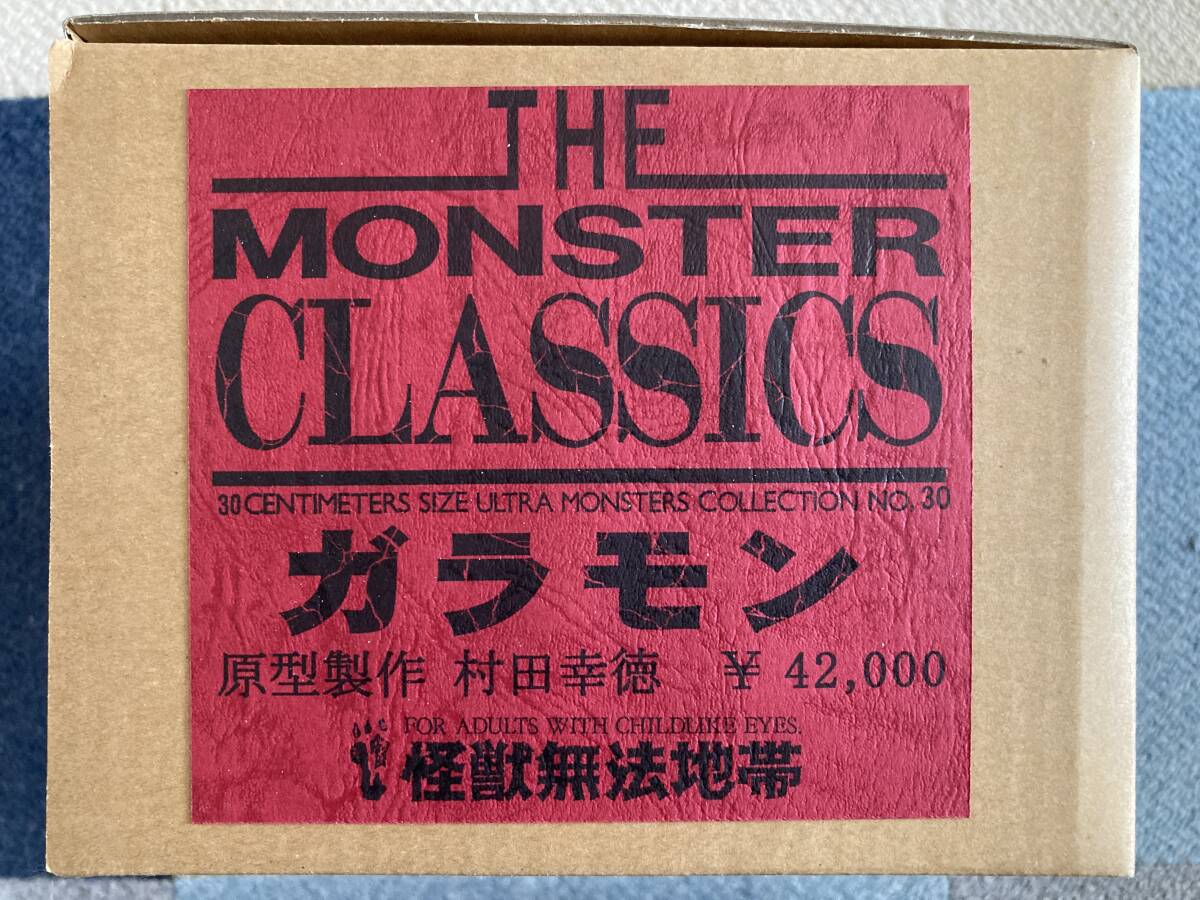 THE
MONSTER
CLASSICS
30 CENTIMETERS SIZE ULTRA MONSTERS COLLECTION NO. 30
ガラモン
原型製作 村田幸徳 ¥ 42,000
FOR ADULTS WITH CHILDLIKE EYES.
怪獣無法地帯